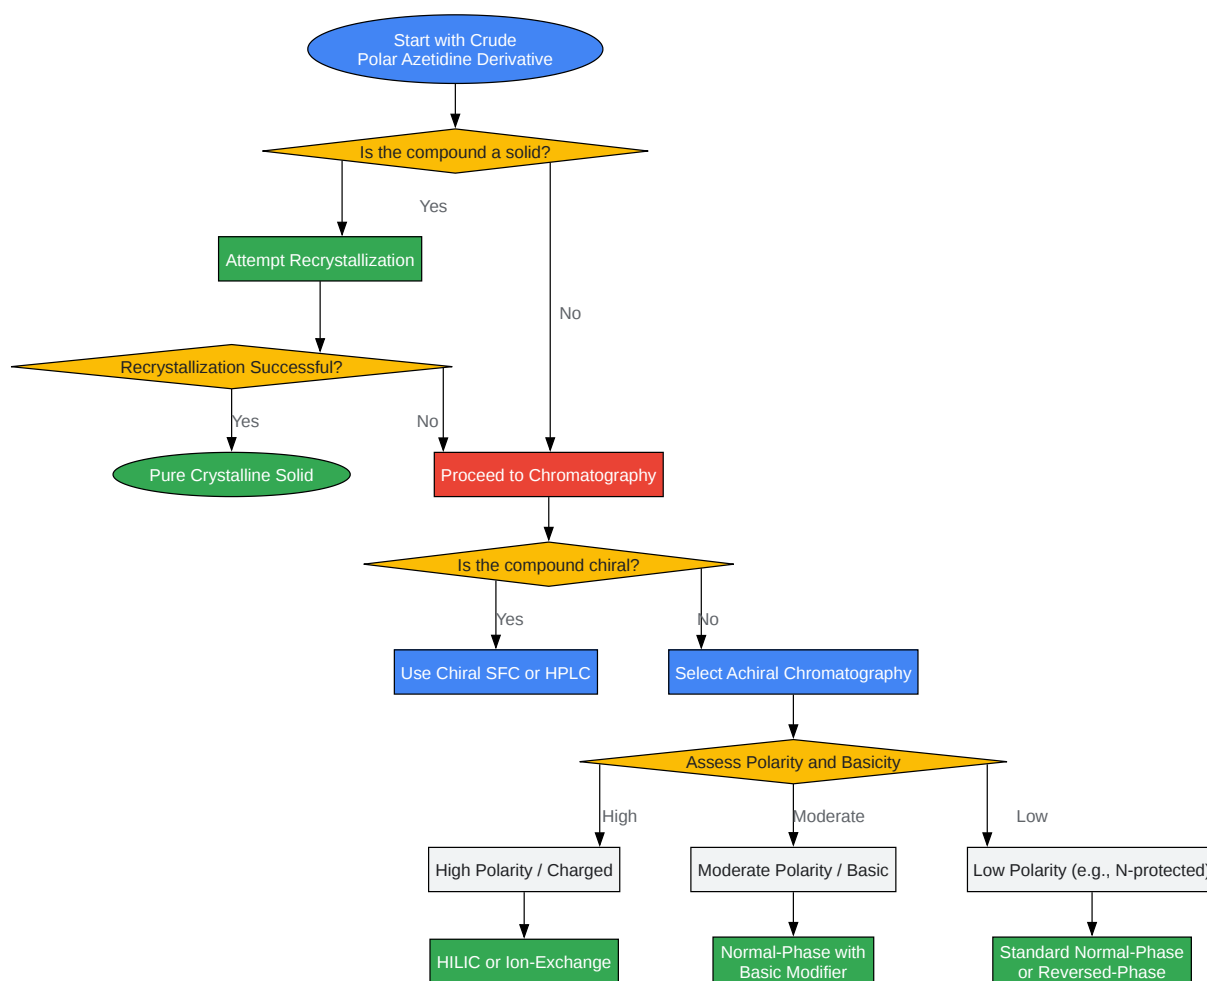 Start with Crude
Polar Azetidine Derivative
Is the compound a solid?
Yes
Attempt Recrystallization
No
Recrystallization Successful?
Yes
No
Pure Crystalline Solid
Proceed to Chromatography
Is the compound chiral?
Yes
No
Use Chiral SFC or HPLC
Select Achiral Chromatography
Assess Polarity and Basicity
High
Moderate
Low
High Polarity / Charged
Moderate Polarity / Basic
Low Polarity (e.g., N-protected)
HILIC or Ion-Exchange
Normal-Phase with
Basic Modifier
Standard Normal-Phase
or Reversed-Phase